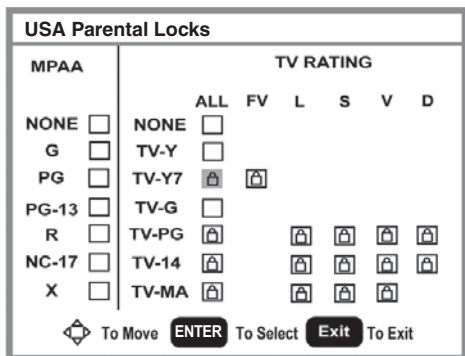 USA Parental Locks
MPAA
TV RATING
ALL FV L S V D
NONE NONE
G TV-Y
PG TV-Y7
PG-13 TV-G
R TV-PG
NC-17 TV-14
X TV-MA
To Move ENTER To Select Exit To Exit